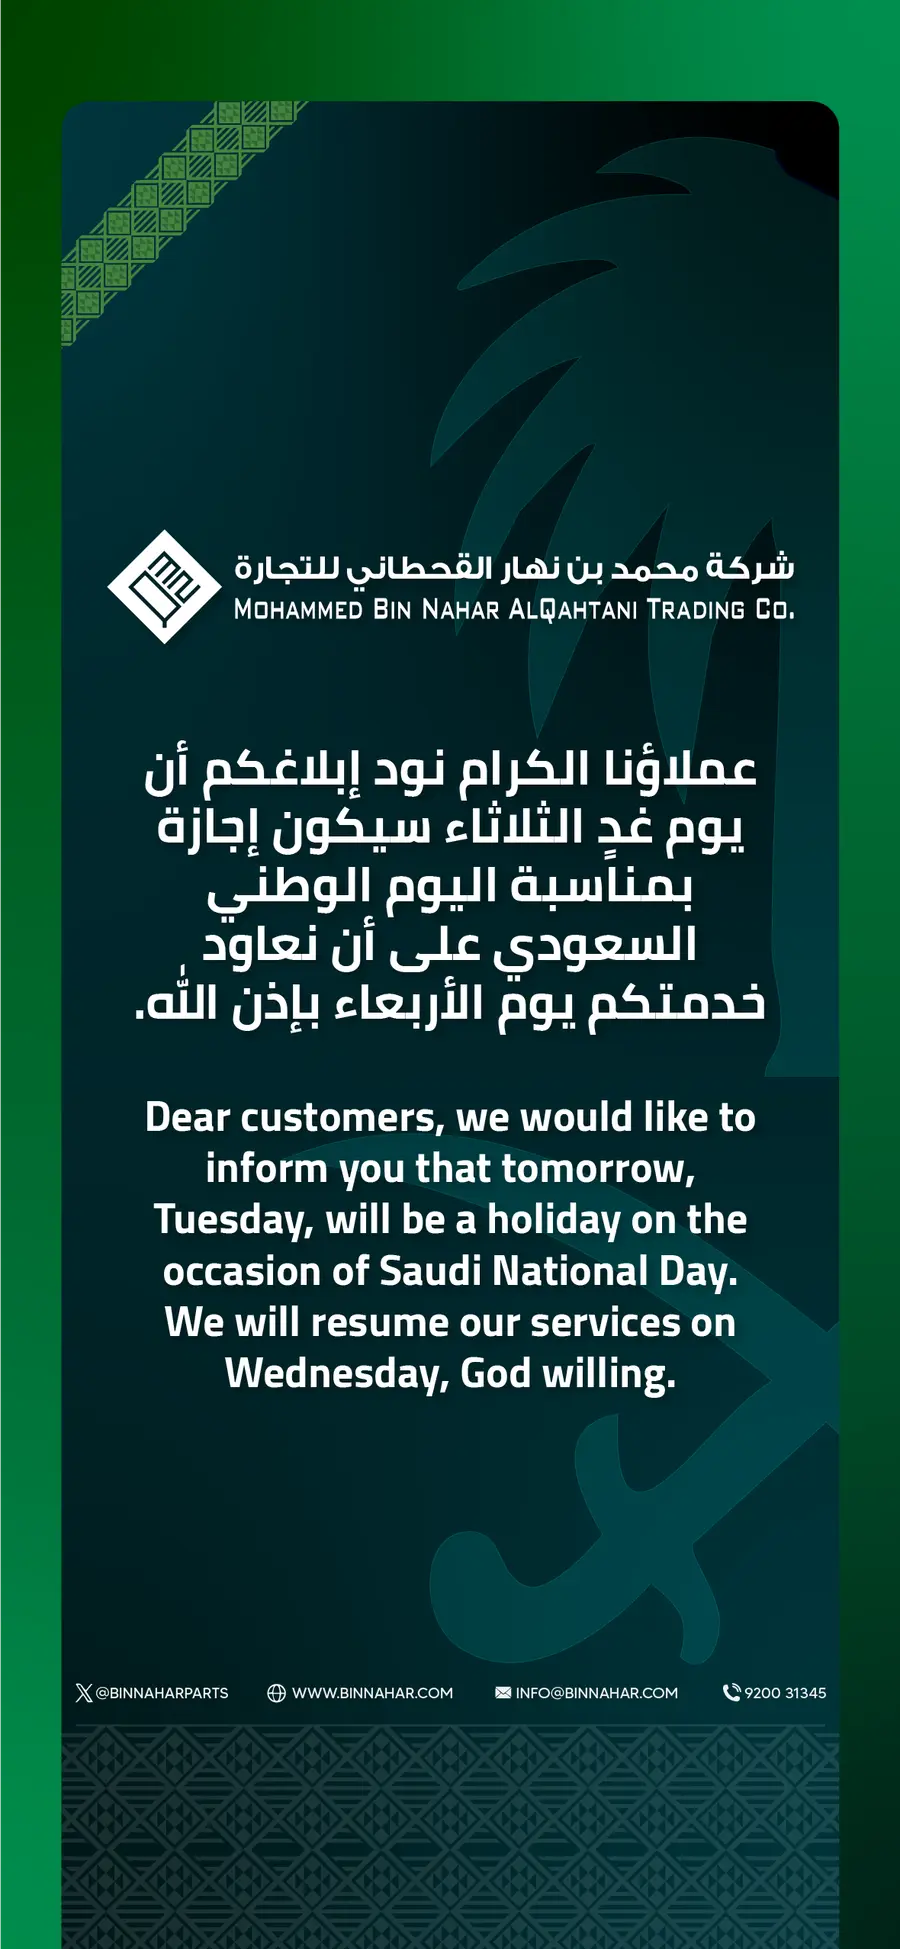 شركة محمد بن نهار القحطاني للتجارة
MOHAMMED BIN NAHAR ALQAHTANI TRADING CO.
عملاؤنا الكرام نود إبلاغكم أن
يوم غدٍ الثلاثاء سيكون إجازة
بمناسبة اليوم الوطني
السعودي على أن نعاود
خدمتكم يوم الأربعاء بإذن الله.
Dear customers, we would like to
inform you that tomorrow,
Tuesday, will be a holiday on the
occasion of Saudi National Day.
We will resume our services on
Wednesday, God willing.
@BINNAHARPARTS WWW.BINNAHAR.COM INFO@BINNAHAR.COM 9200 31345